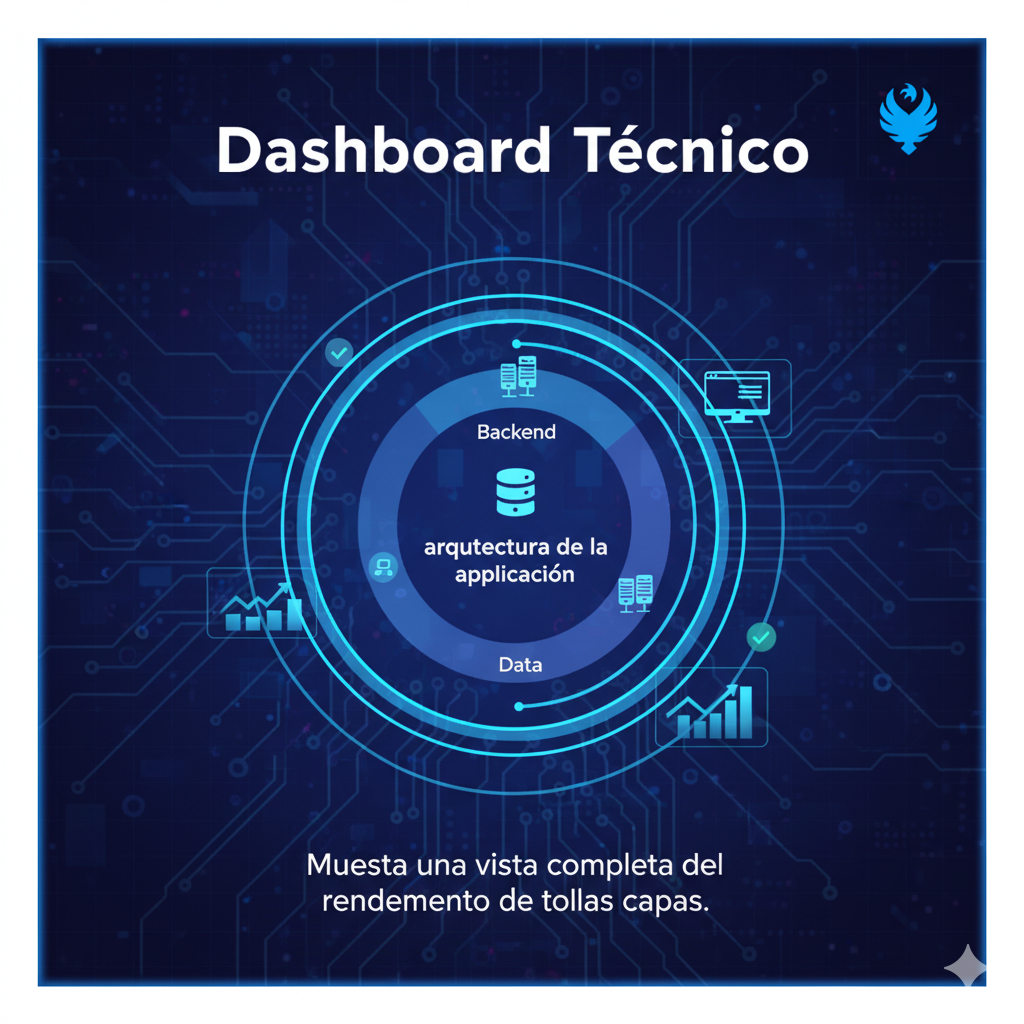 Dashboard Técnico
Backend
arqutectura de la
applicación
Data
Muesta una vista completa del
rendemento de tollas capas.